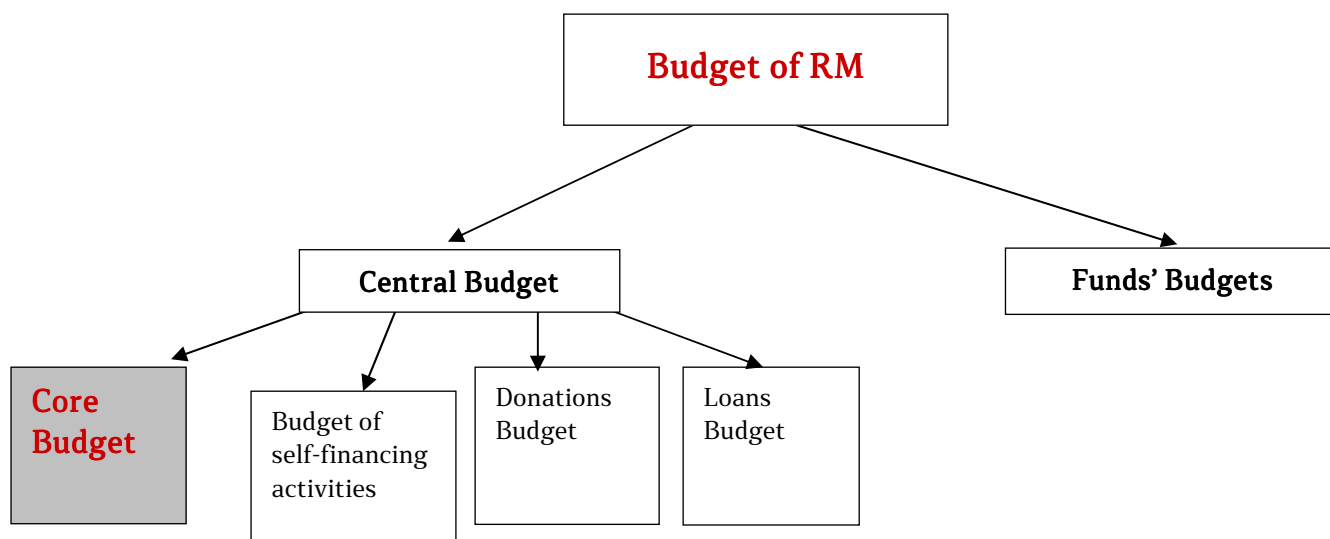 Budget of RM
Central Budget
Funds’ Budgets
Core
Budget
Budget of
self-financing
activities
Donations
Budget
Loans
Budget